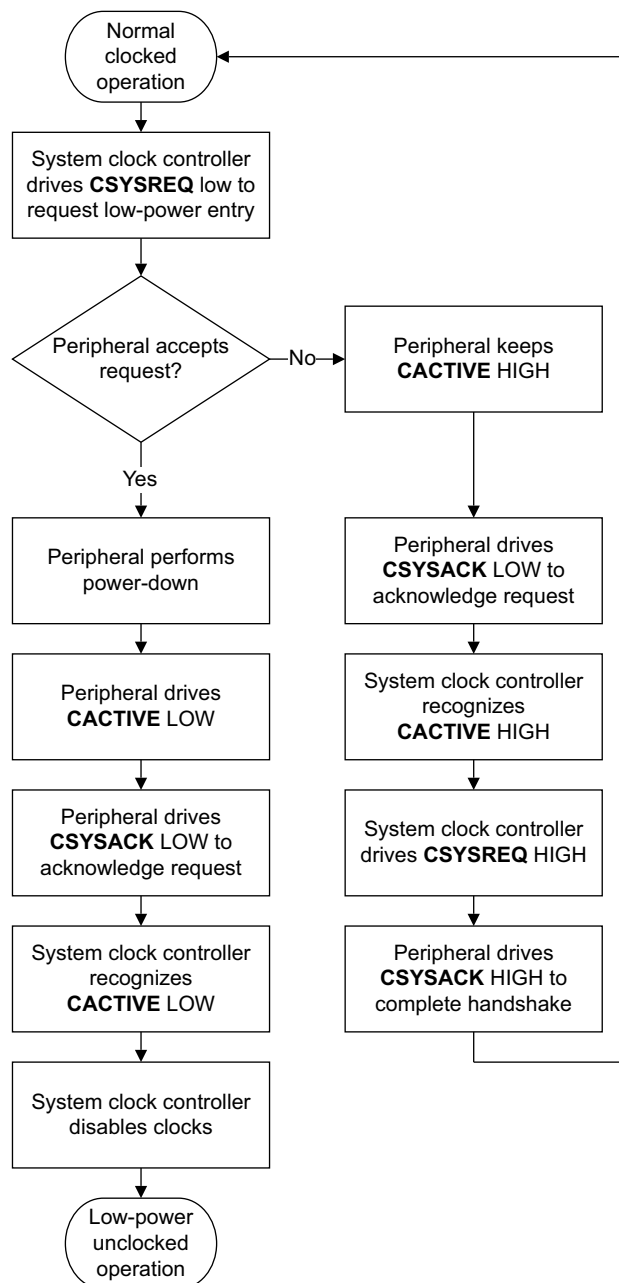 Normal
clocked
operation
System clock controller
drives CSYSREQ low to
request low-power entry
Peripheral accepts
request?
No
Peripheral keeps
CACTIVE HIGH
Yes
Peripheral performs
power-down
Peripheral drives
CACTIVE LOW
Peripheral drives
CSYSACK LOW to
acknowledge request
System clock controller
recognizes
CACTIVE LOW
System clock controller
disables clocks
Low-power
unclocked
operation
Peripheral drives
CSYSACK LOW to
acknowledge request
System clock controller
recognizes
CACTIVE HIGH
System clock controller
drives CSYSREQ HIGH
Peripheral drives
CSYSACK HIGH to
complete handshake